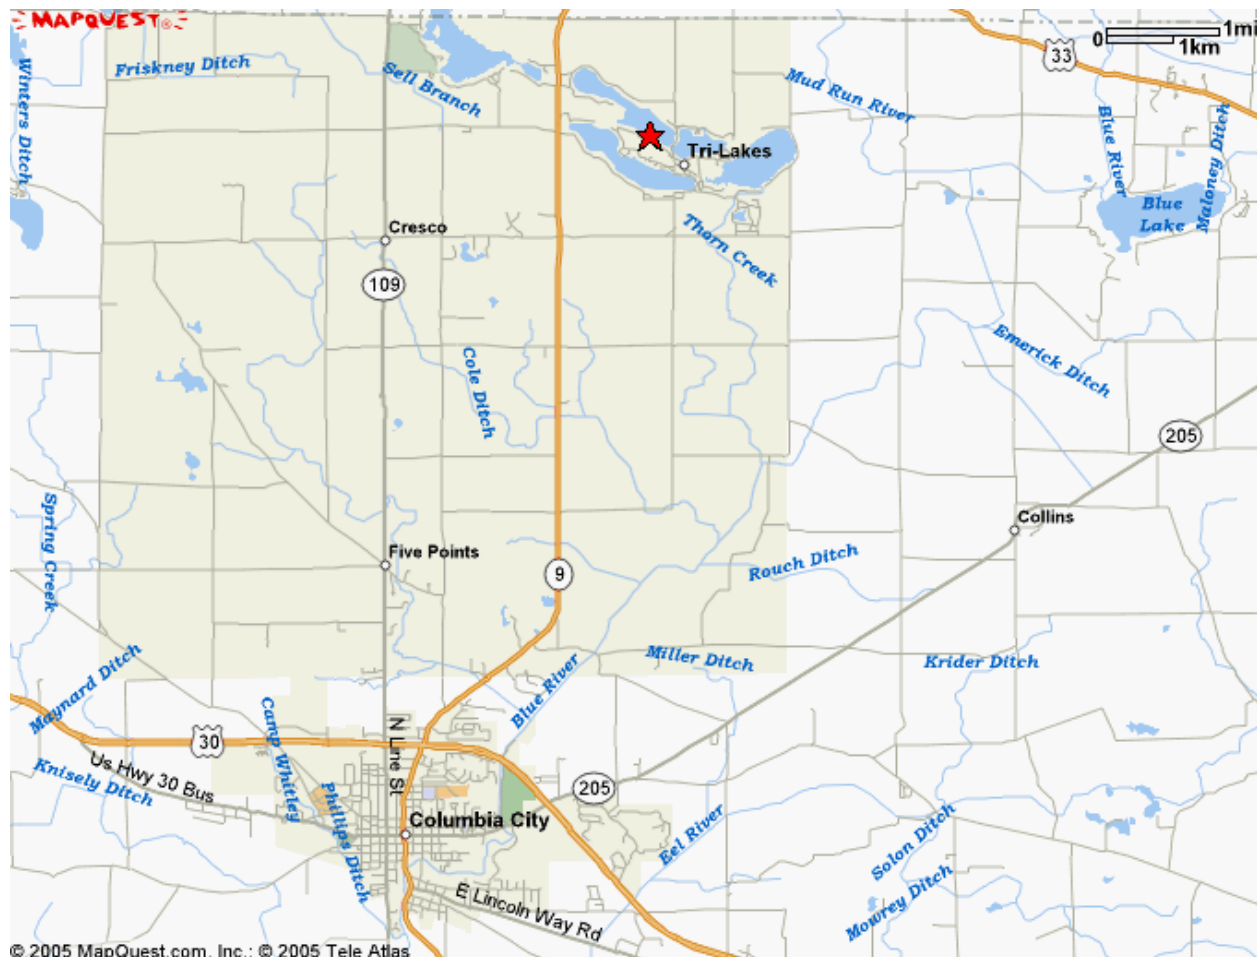 MAPQUEST®
0 1mi
1km
33
Friskney Ditch
Sell Branch
Winters Ditch
Mud Run River
Blue River
Maloney Ditch
Tri-Lakes
Blue
Lake
Cresco
Thorn Creek
109
Emerick Ditch
Cole Ditch
205
Spring Creek
Collins
Five Points
9
Rouch Ditch
Miller Ditch
Krider Ditch
Maynard Ditch
Blue River
Camp Whitley
N Line St
30
Us Hwy 30 Bus
Knisely Ditch
Phillips Ditch
205
Columbia City
Eel River
Solon Ditch
Mowrey Ditch
E Lincoln Way Rd
© 2005 MapQuest.com, Inc.; © 2005 Tele Atlas